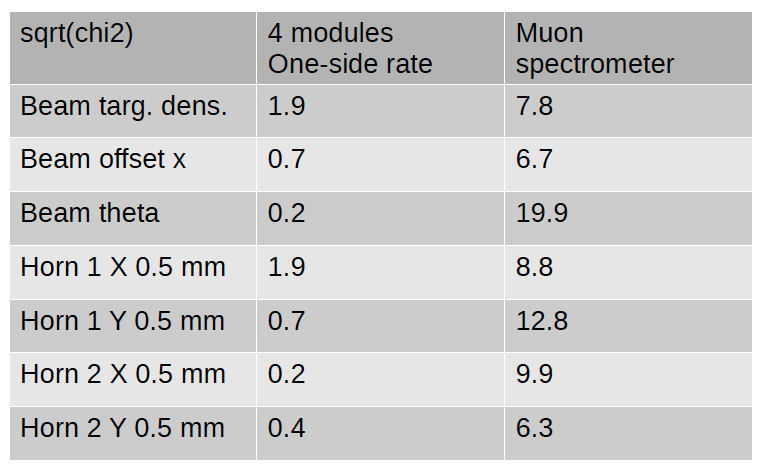 sqrt(chi2) 4 modules Muon
One-side rate spectrometer
Beam targ. dens. 1.9 7.8
Beam offset x 0.7 6.7
Beam theta 0.2 19.9
Horn 1 X 0.5 mm 1.9 8.8
Horn 1 Y 0.5 mm 0.7 12.8
Horn 2 X 0.5 mm 0.2 9.9
Horn 2 Y 0.5 mm 0.4 6.3